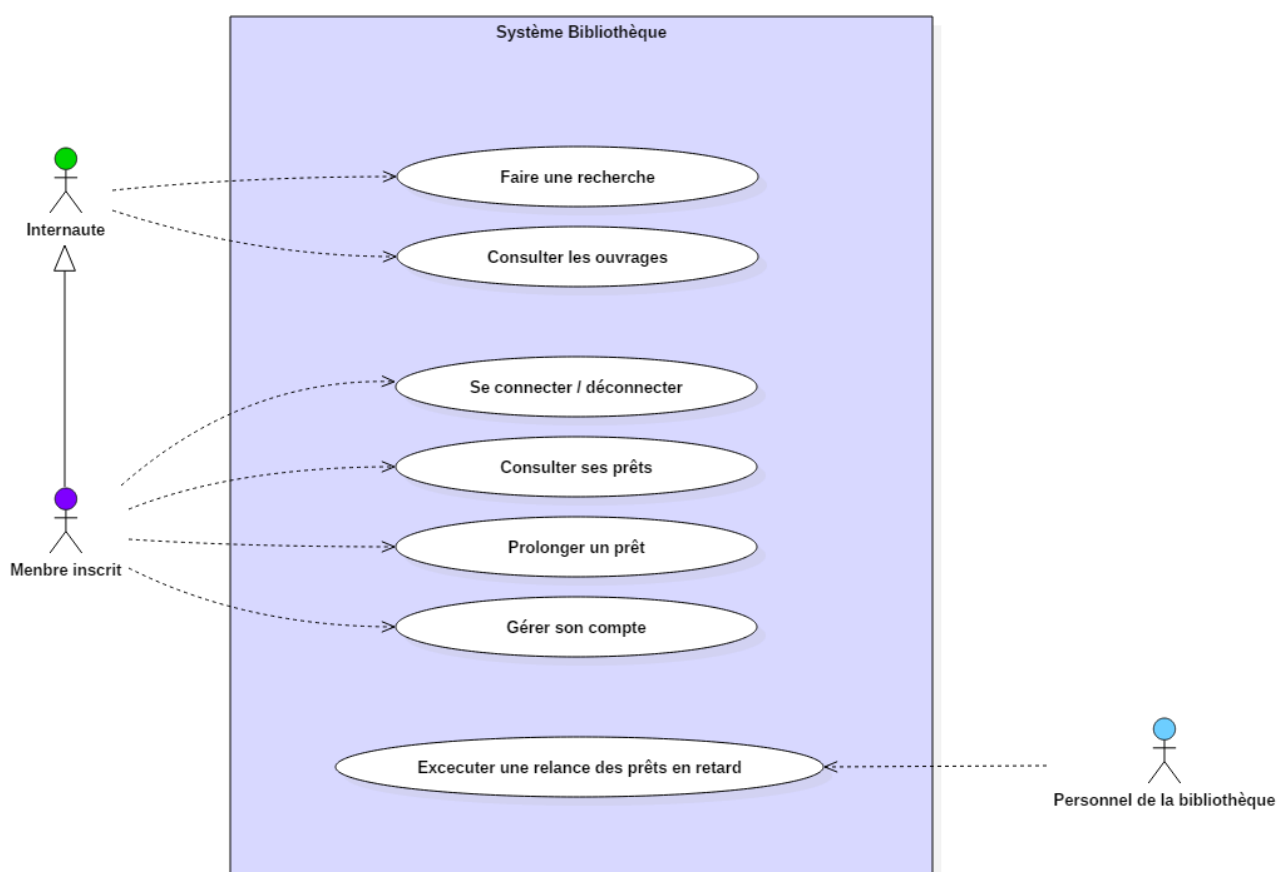 Système Bibliothèque
Faire une recherche
Internaute
Consulter les ouvrages
Se connecter / déconnecter
Consulter ses prêts
Prolonger un prêt
Menbre inscrit
Gérer son compte
Excecuter une relance des prêts en retard
Personnel de la bibliothèque